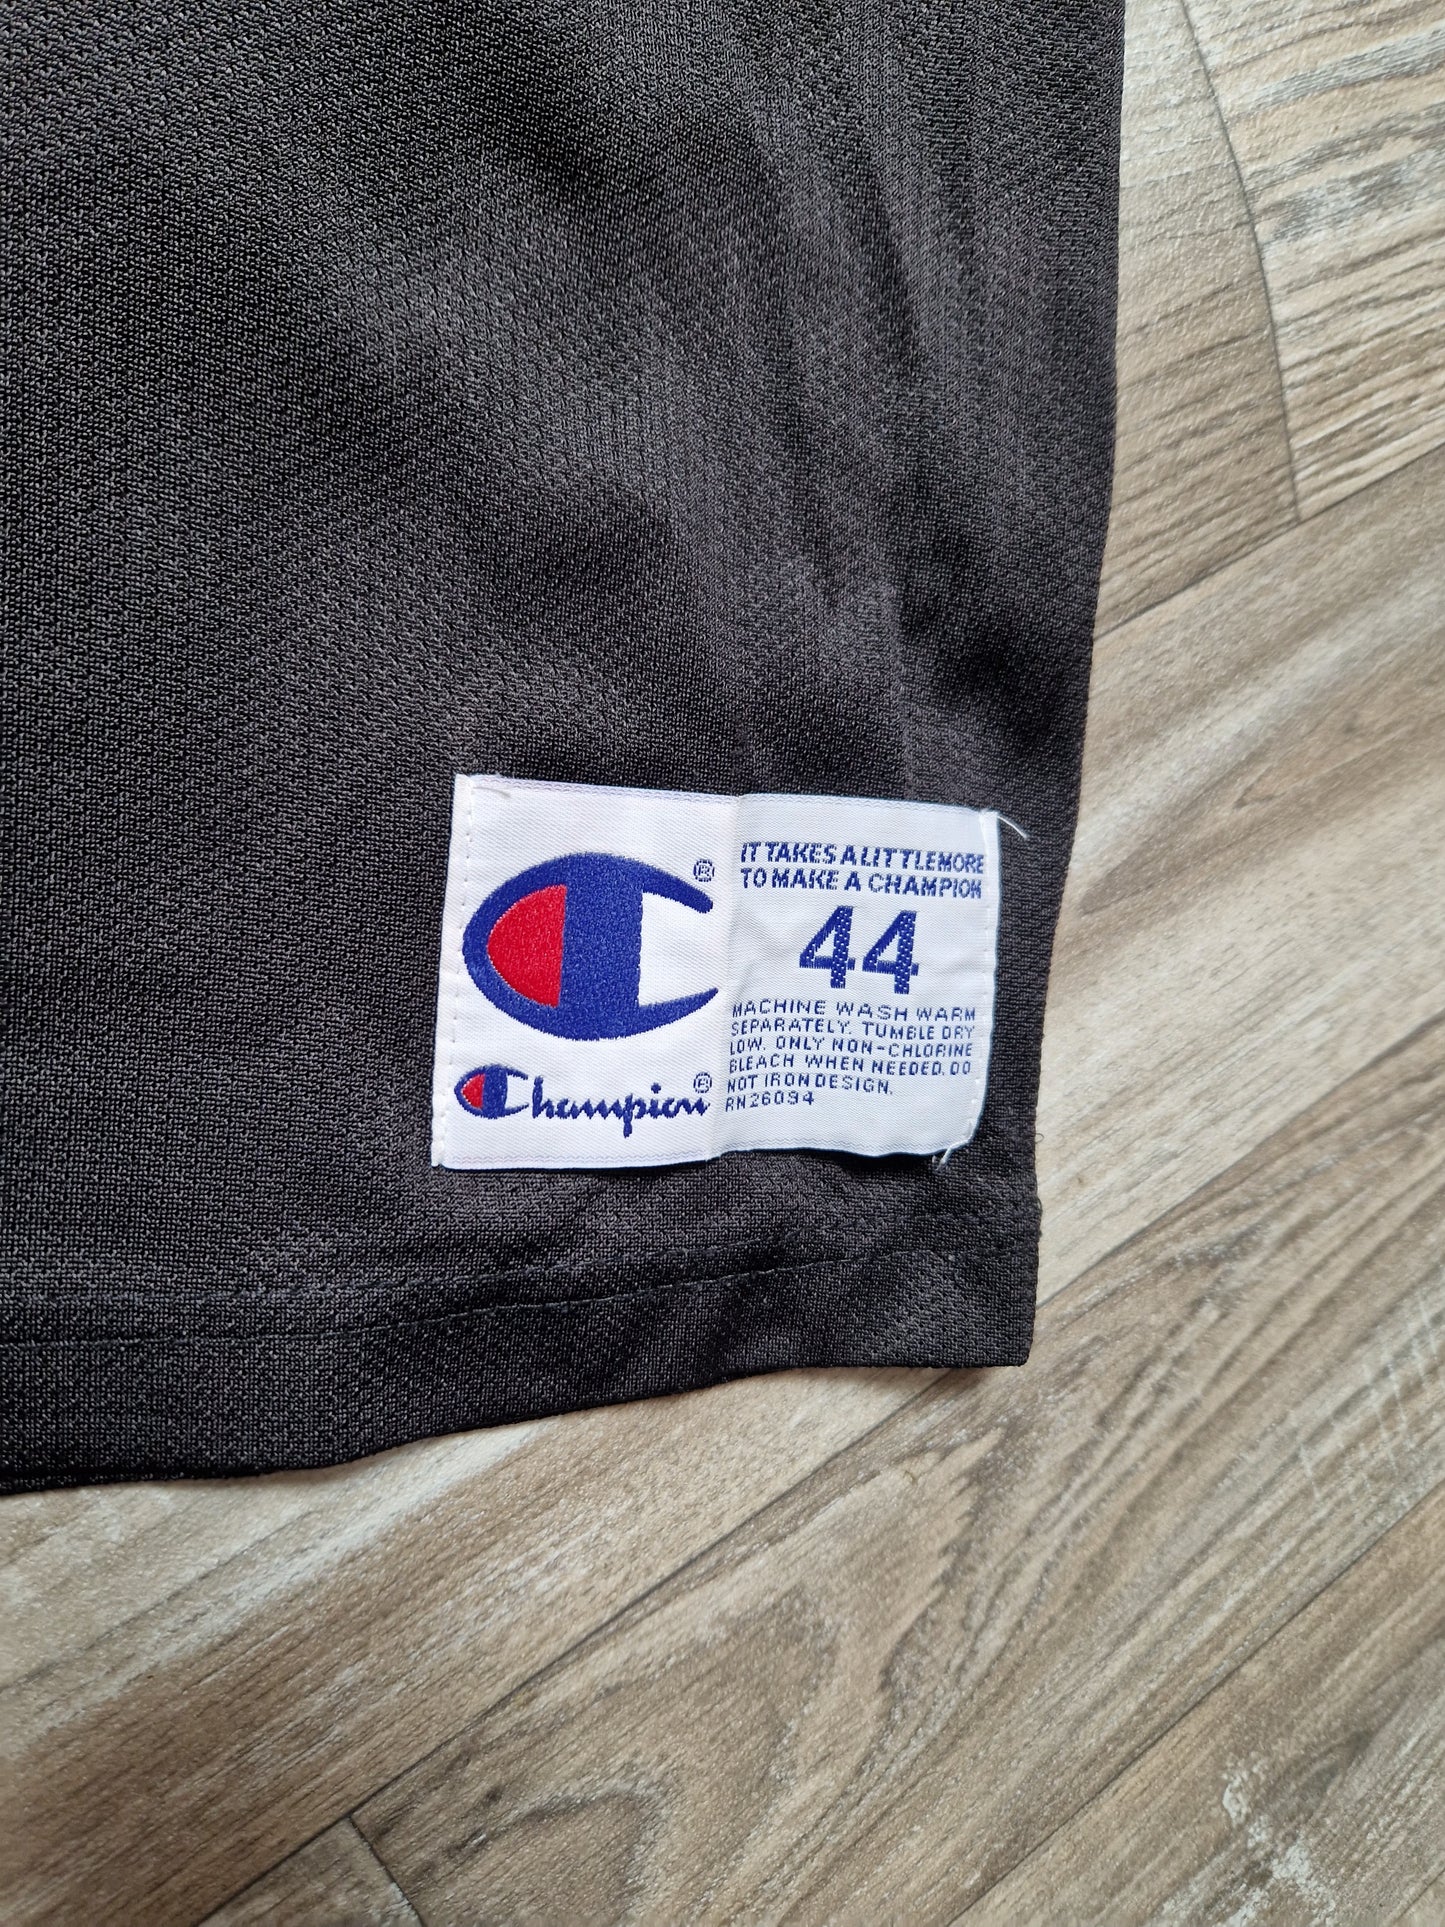 ®
Champion®
IT TAKES A LITTLE MORE
TO MAKE A CHAMPION
44
MACHINE WASH WARM
SEPARATELY. TUMBLE DRY
LOW. ONLY NON-CHLORINE
BLEACH WHEN NEEDED. DO
NOT IRON DESIGN.
RN26094